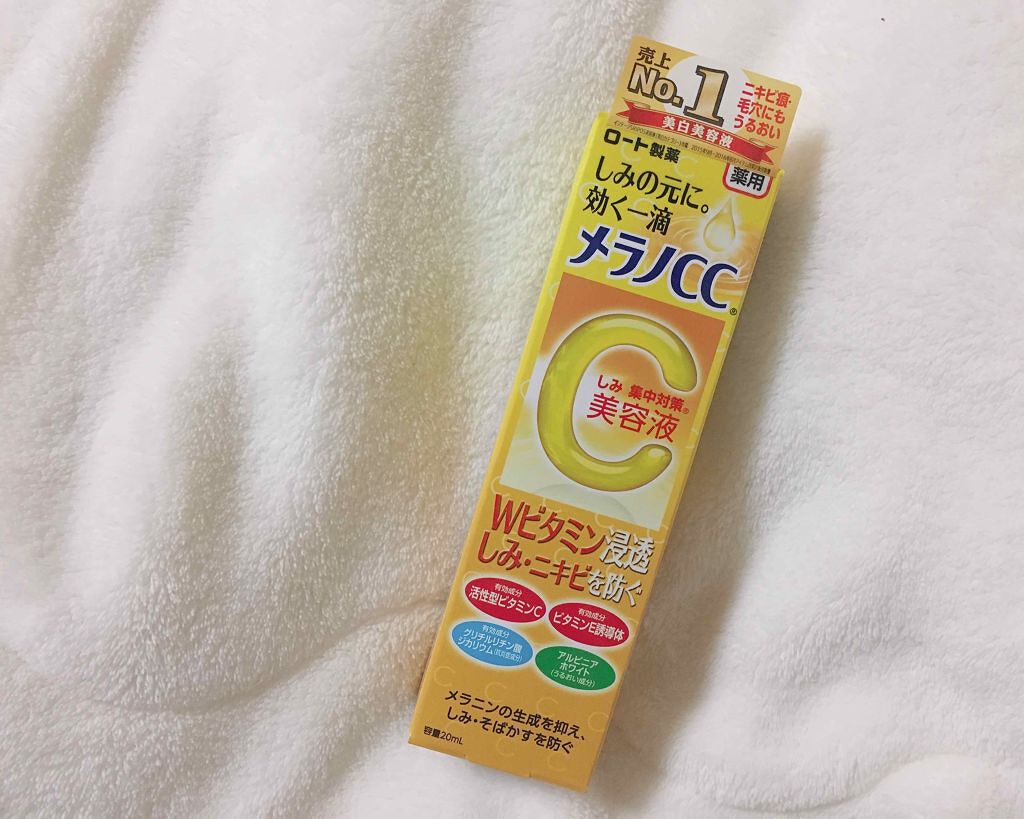 売上
No.1
ニキビ痕・
毛穴にも
うるおい
美白美容液
ロート製薬
薬用
しみの元に。
効く一滴
メラノCC®
しみ 集中対策®
美容液
Wビタミン浸透
しみ・ニキビを防ぐ
有効成分
活性型ビタミンC
有効成分
ビタミンE誘導体
有効成分
グリチルリチン酸
ジカリウム(抗炎症成分)
アルピニア
ホワイト
(うるおい成分)
メラニンの生成を抑え、
しみ・そばかすを防ぐ
容量20mL